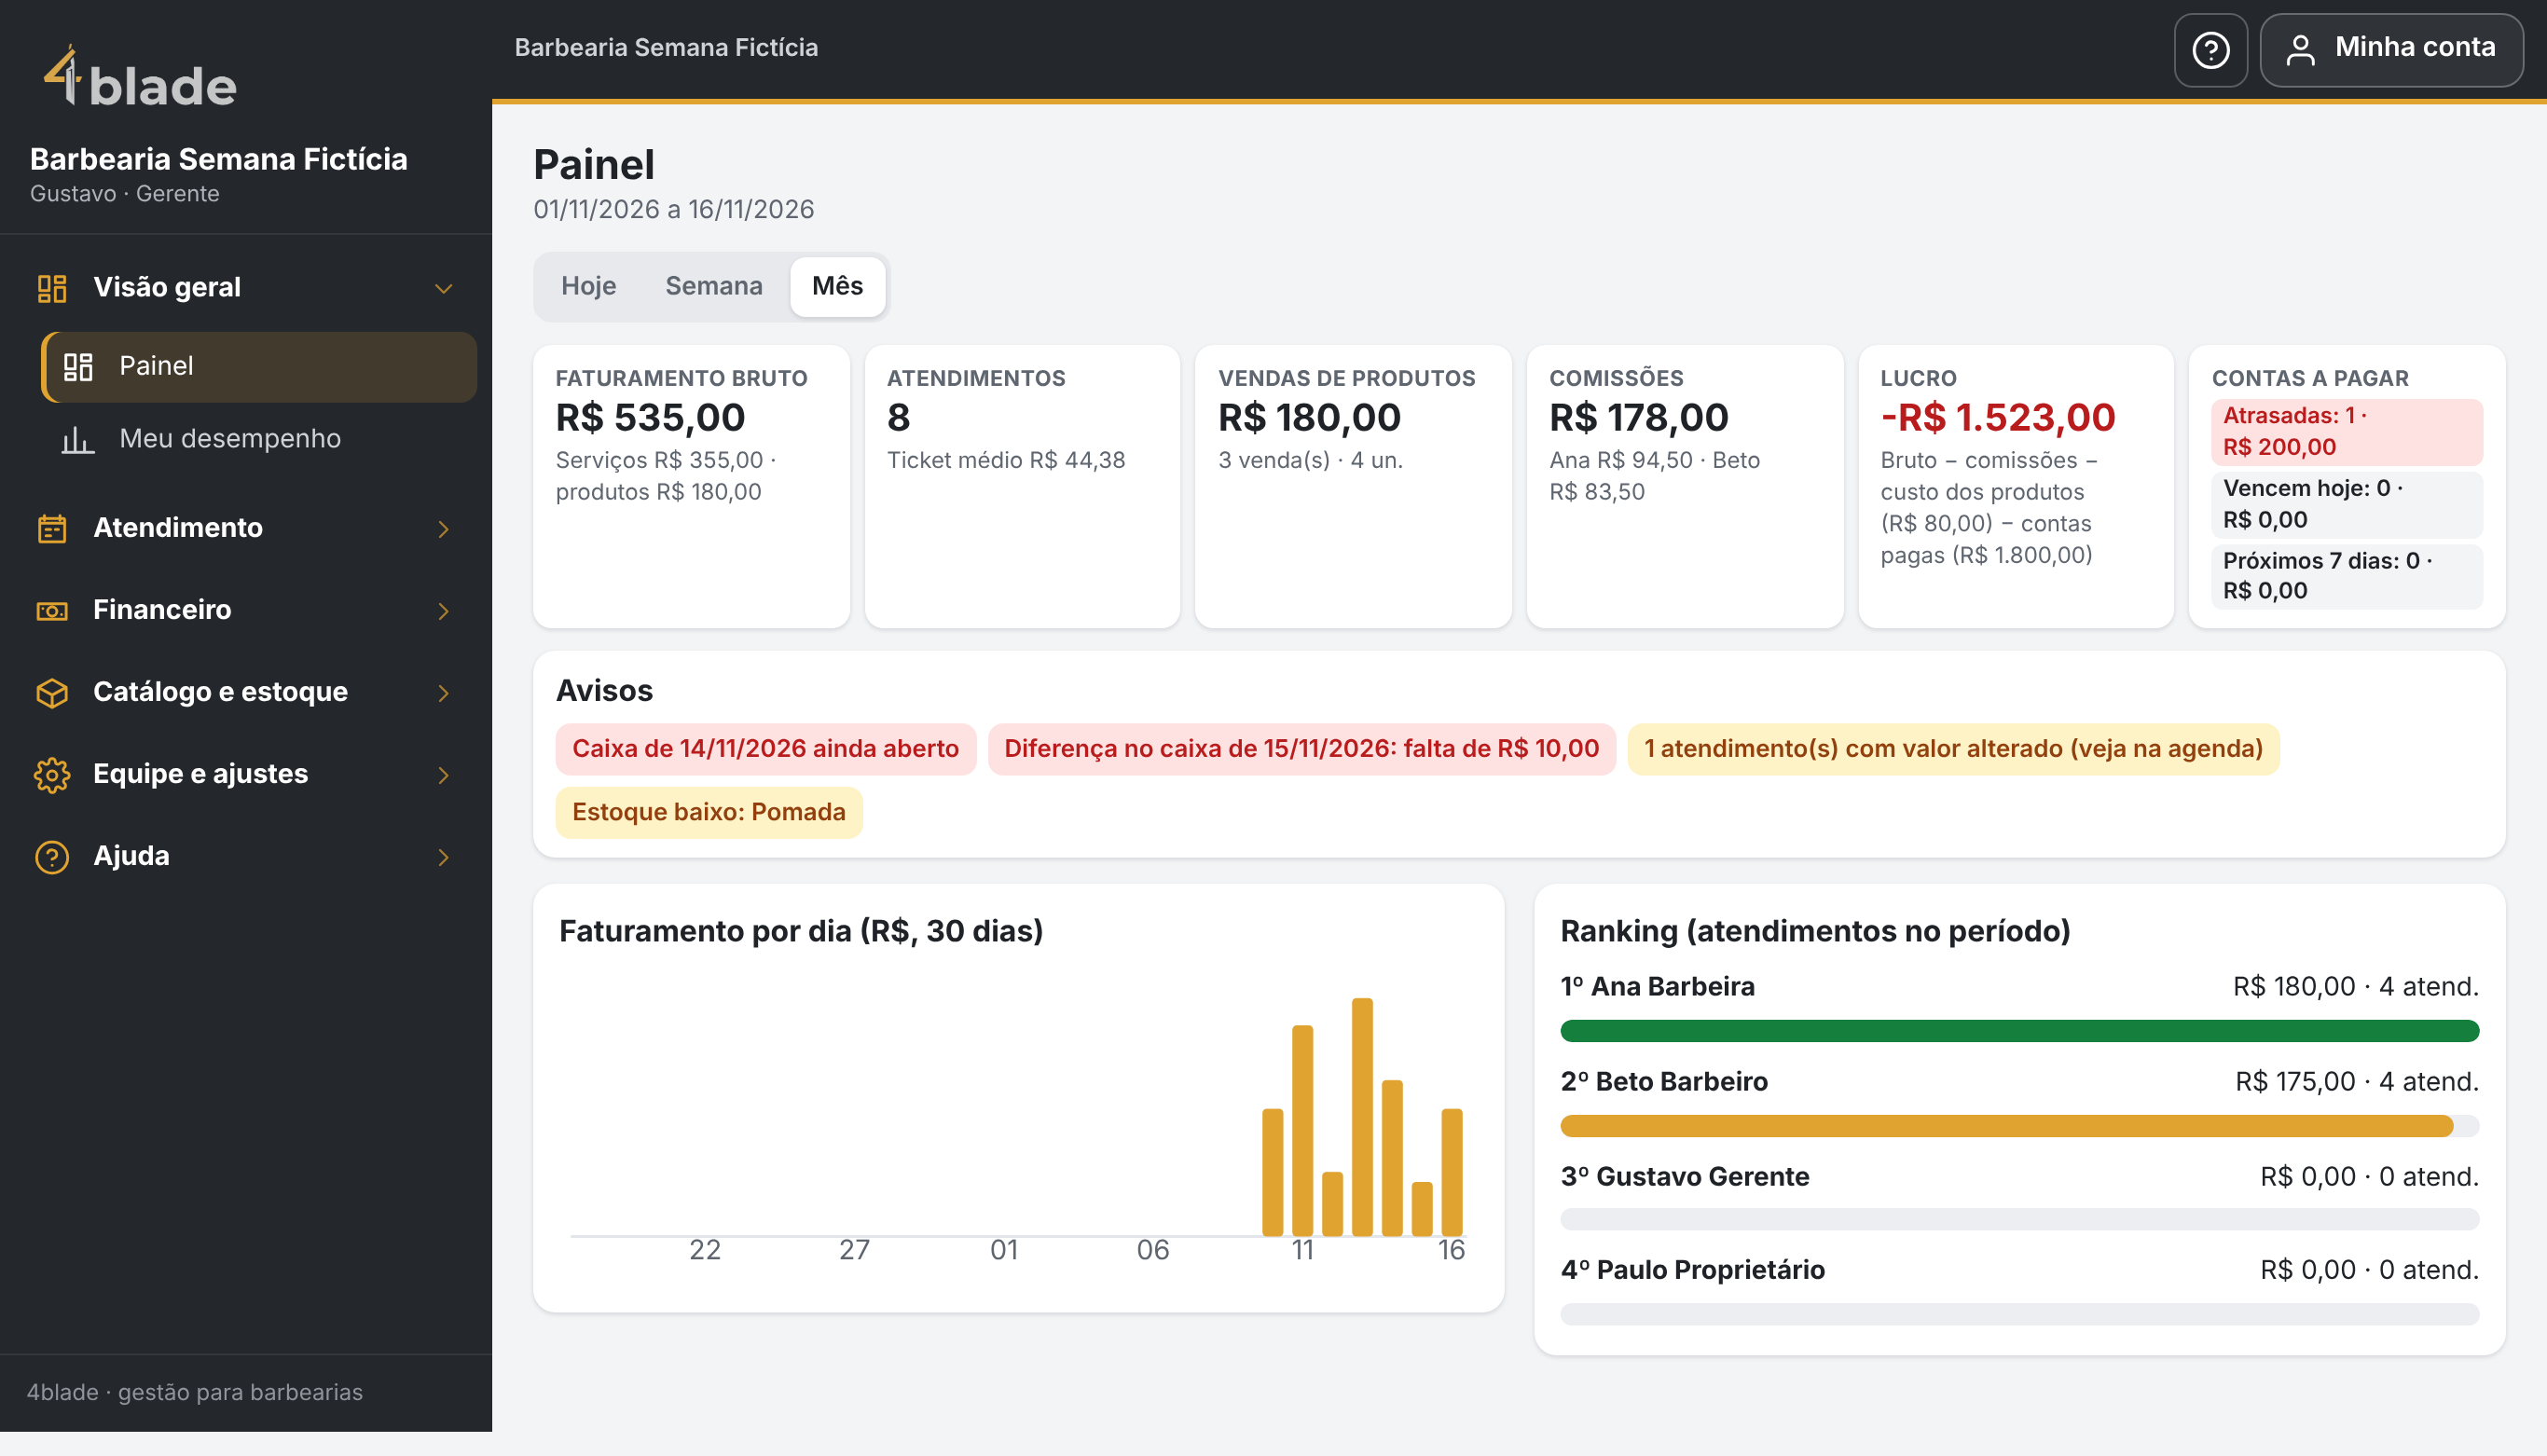 4blade
Barbearia Semana Fictícia
Gustavo · Gerente
Visão geral
Painel
Meu desempenho
Atendimento
Financeiro
Catálogo e estoque
Equipe e ajustes
Ajuda
4blade · gestão para barbearias
Barbearia Semana Fictícia
Minha conta
Painel
01/11/2026 a 16/11/2026
Hoje
Semana
Mês
FATURAMENTO BRUTO
R$ 535,00
Serviços R$ 355,00 ·
produtos R$ 180,00
ATENDIMENTOS
8
Ticket médio R$ 44,38
VENDAS DE PRODUTOS
R$ 180,00
3 venda(s) · 4 un.
COMISSÕES
R$ 178,00
Ana R$ 94,50 · Beto
R$ 83,50
LUCRO
-R$ 1.523,00
Bruto − comissões −
custo dos produtos
(R$ 80,00) − contas
pagas (R$ 1.800,00)
CONTAS A PAGAR
Atrasadas: 1 ·
R$ 200,00
Vencem hoje: 0 ·
R$ 0,00
Próximos 7 dias: 0 ·
R$ 0,00
Avisos
Caixa de 14/11/2026 ainda aberto
Diferença no caixa de 15/11/2026: falta de R$ 10,00
1 atendimento(s) com valor alterado (veja na agenda)
Estoque baixo: Pomada
Faturamento por dia (R$, 30 dias)
22 27 01 06 11 16
Ranking (atendimentos no período)
1º Ana Barbeira R$ 180,00 · 4 atend.
2º Beto Barbeiro R$ 175,00 · 4 atend.
3º Gustavo Gerente R$ 0,00 · 0 atend.
4º Paulo Proprietário R$ 0,00 · 0 atend.